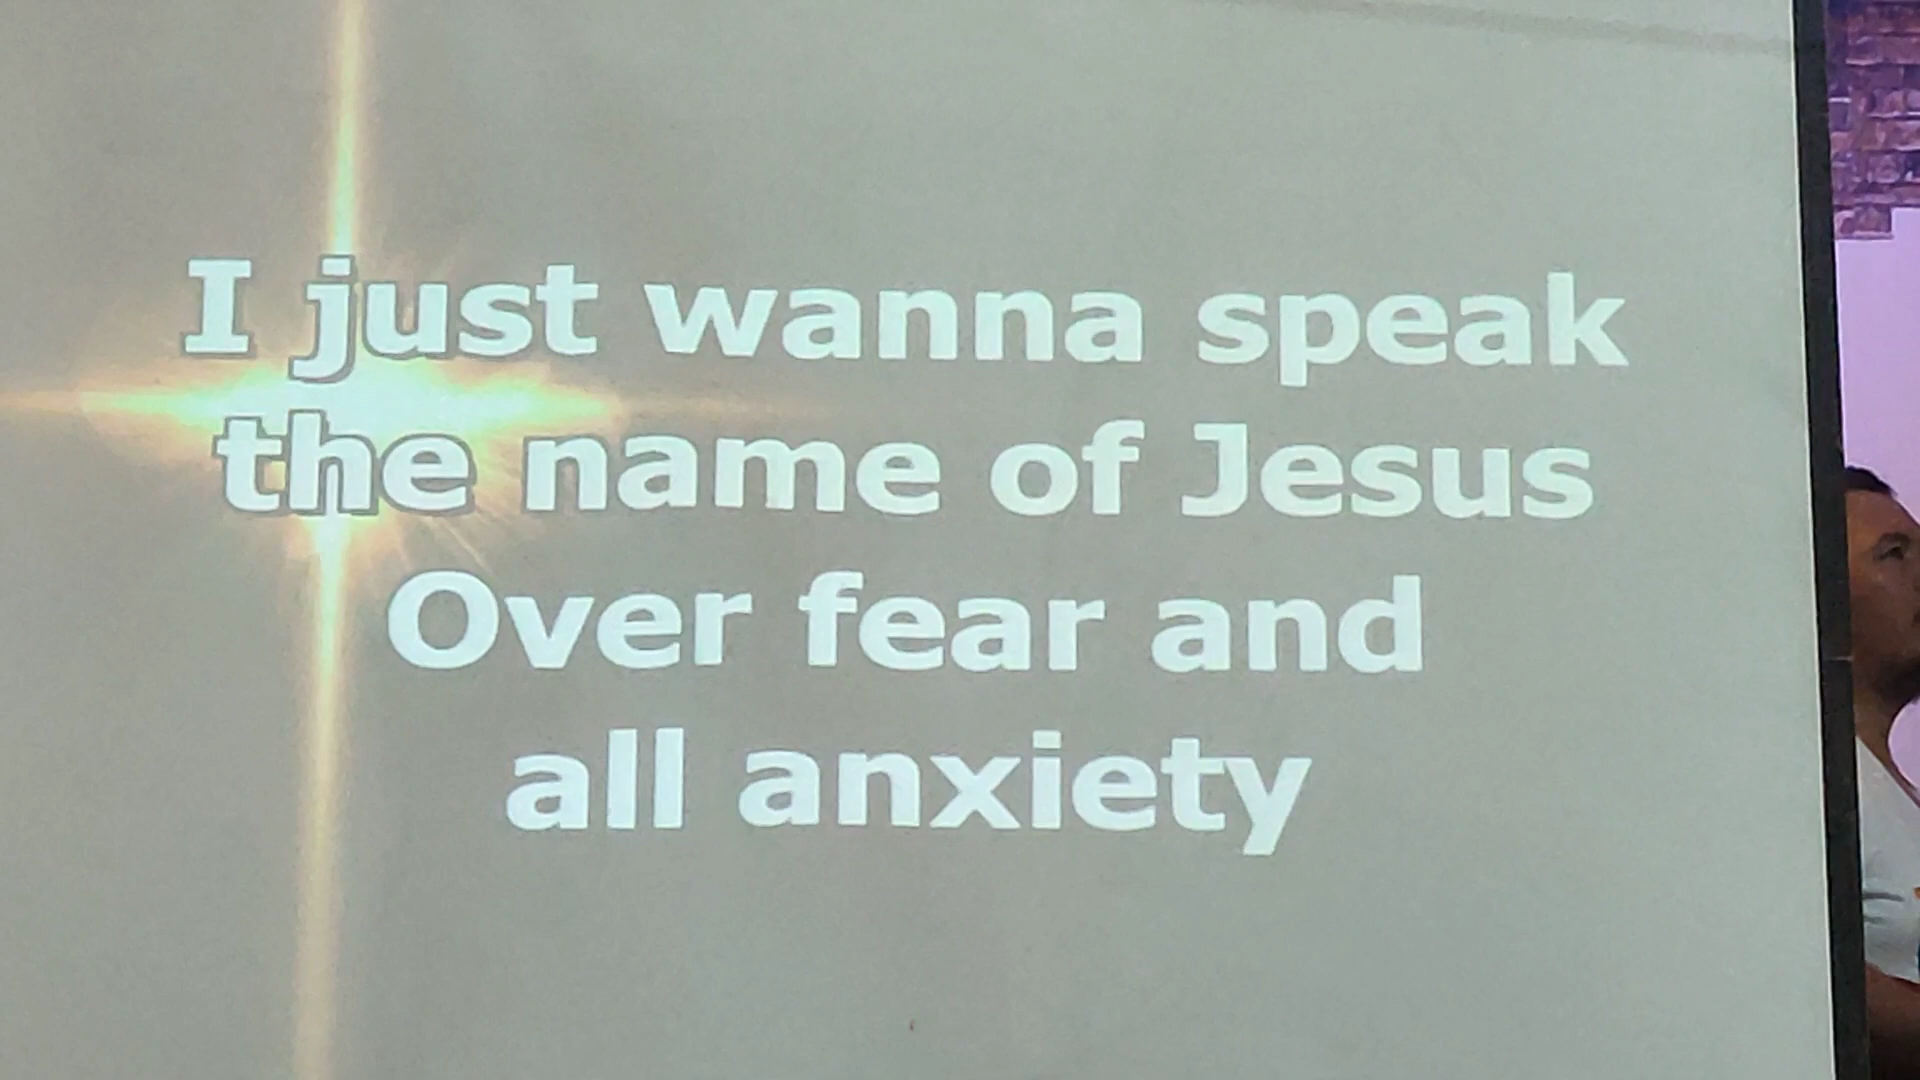 I just wanna speak
the name of Jesus
Over fear and
all anxiety